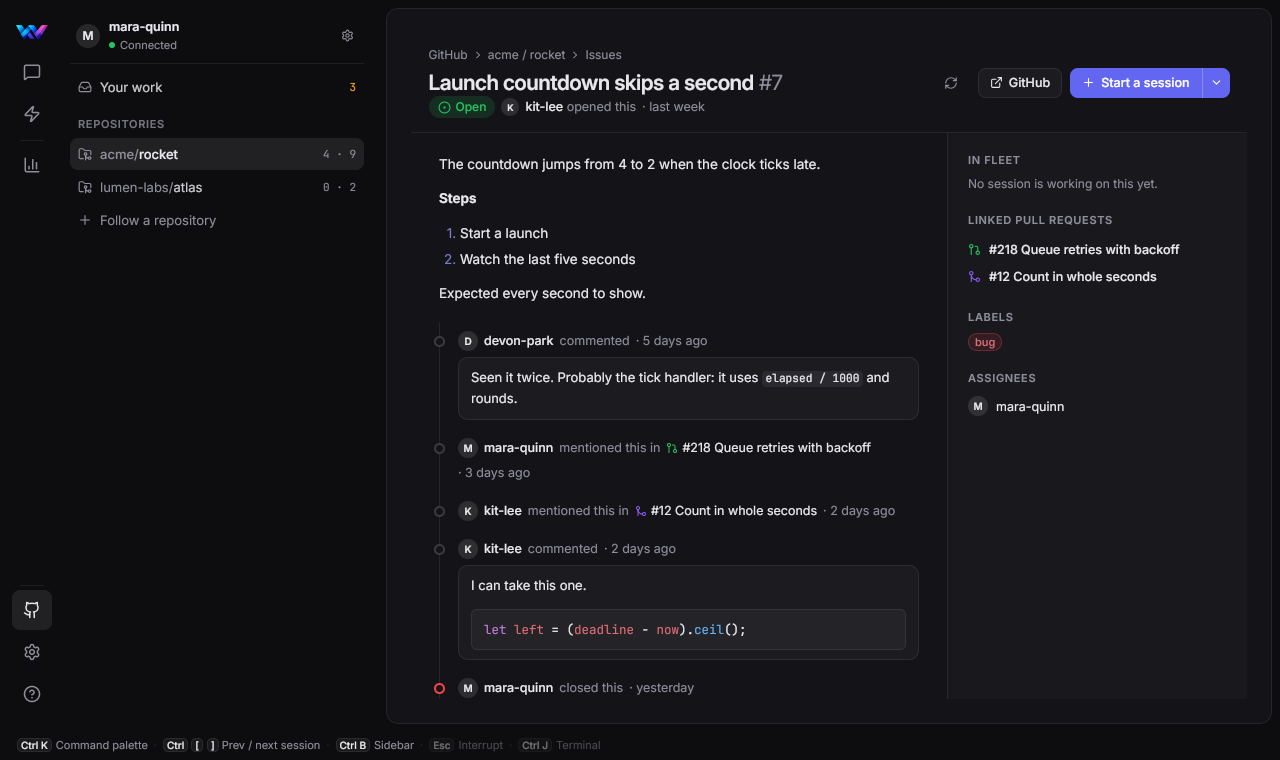 M
mara-quinn
Connected
Your work 3
REPOSITORIES
acme/rocket 4 · 9
lumen-labs/atlas 0 · 2
Follow a repository
GitHub > acme / rocket > Issues
Launch countdown skips a second #7
GitHub
Start a session
Open K kit-lee opened this · last week
The countdown jumps from 4 to 2 when the clock ticks late.
Steps
1. Start a launch
2. Watch the last five seconds
Expected every second to show.
D devon-park commented · 5 days ago
Seen it twice. Probably the tick handler: it uses elapsed / 1000 and
rounds.
M mara-quinn mentioned this in #218 Queue retries with backoff
· 3 days ago
K kit-lee mentioned this in #12 Count in whole seconds · 2 days ago
K kit-lee commented · 2 days ago
I can take this one.
let left = (deadline - now).ceil();
M mara-quinn closed this · yesterday
IN FLEET
No session is working on this yet.
LINKED PULL REQUESTS
#218 Queue retries with backoff
#12 Count in whole seconds
LABELS
bug
ASSIGNEES
M mara-quinn
Ctrl K Command palette · Ctrl [ ] Prev / next session · Ctrl B Sidebar · Esc Interrupt · Ctrl J Terminal